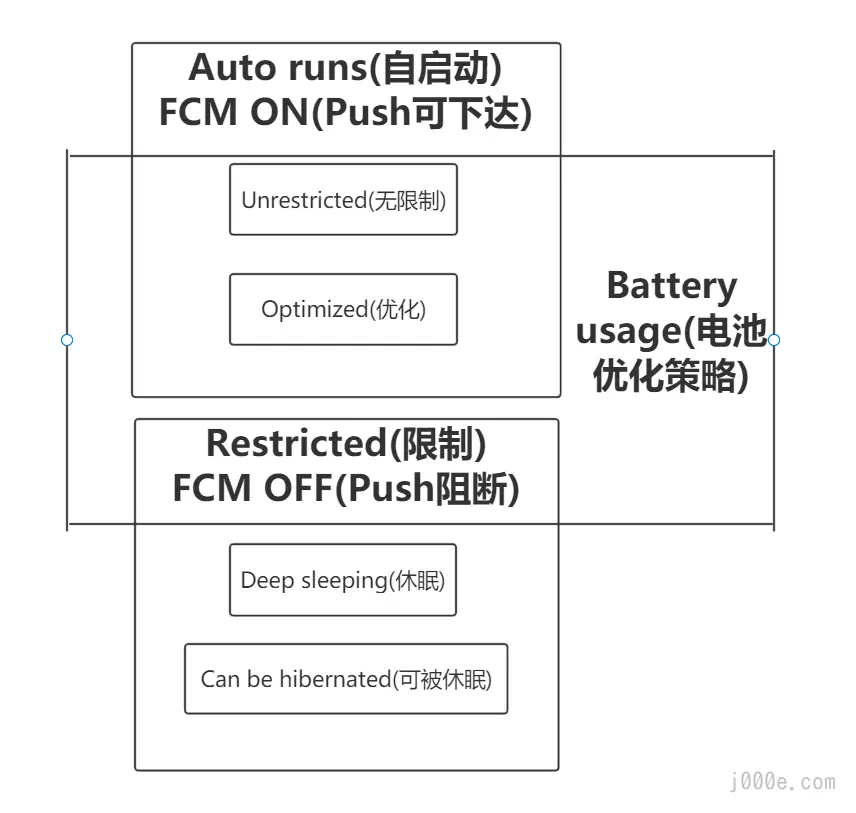 Auto runs(自启动)
FCM ON(Push可下达)
Unrestricted(无限制)
Optimized(优化)
Battery
usage(电池
优化策略)
Restricted(限制)
FCM OFF(Push阻断)
Deep sleeping(休眠)
Can be hibernated(可被休眠)
j000e.com